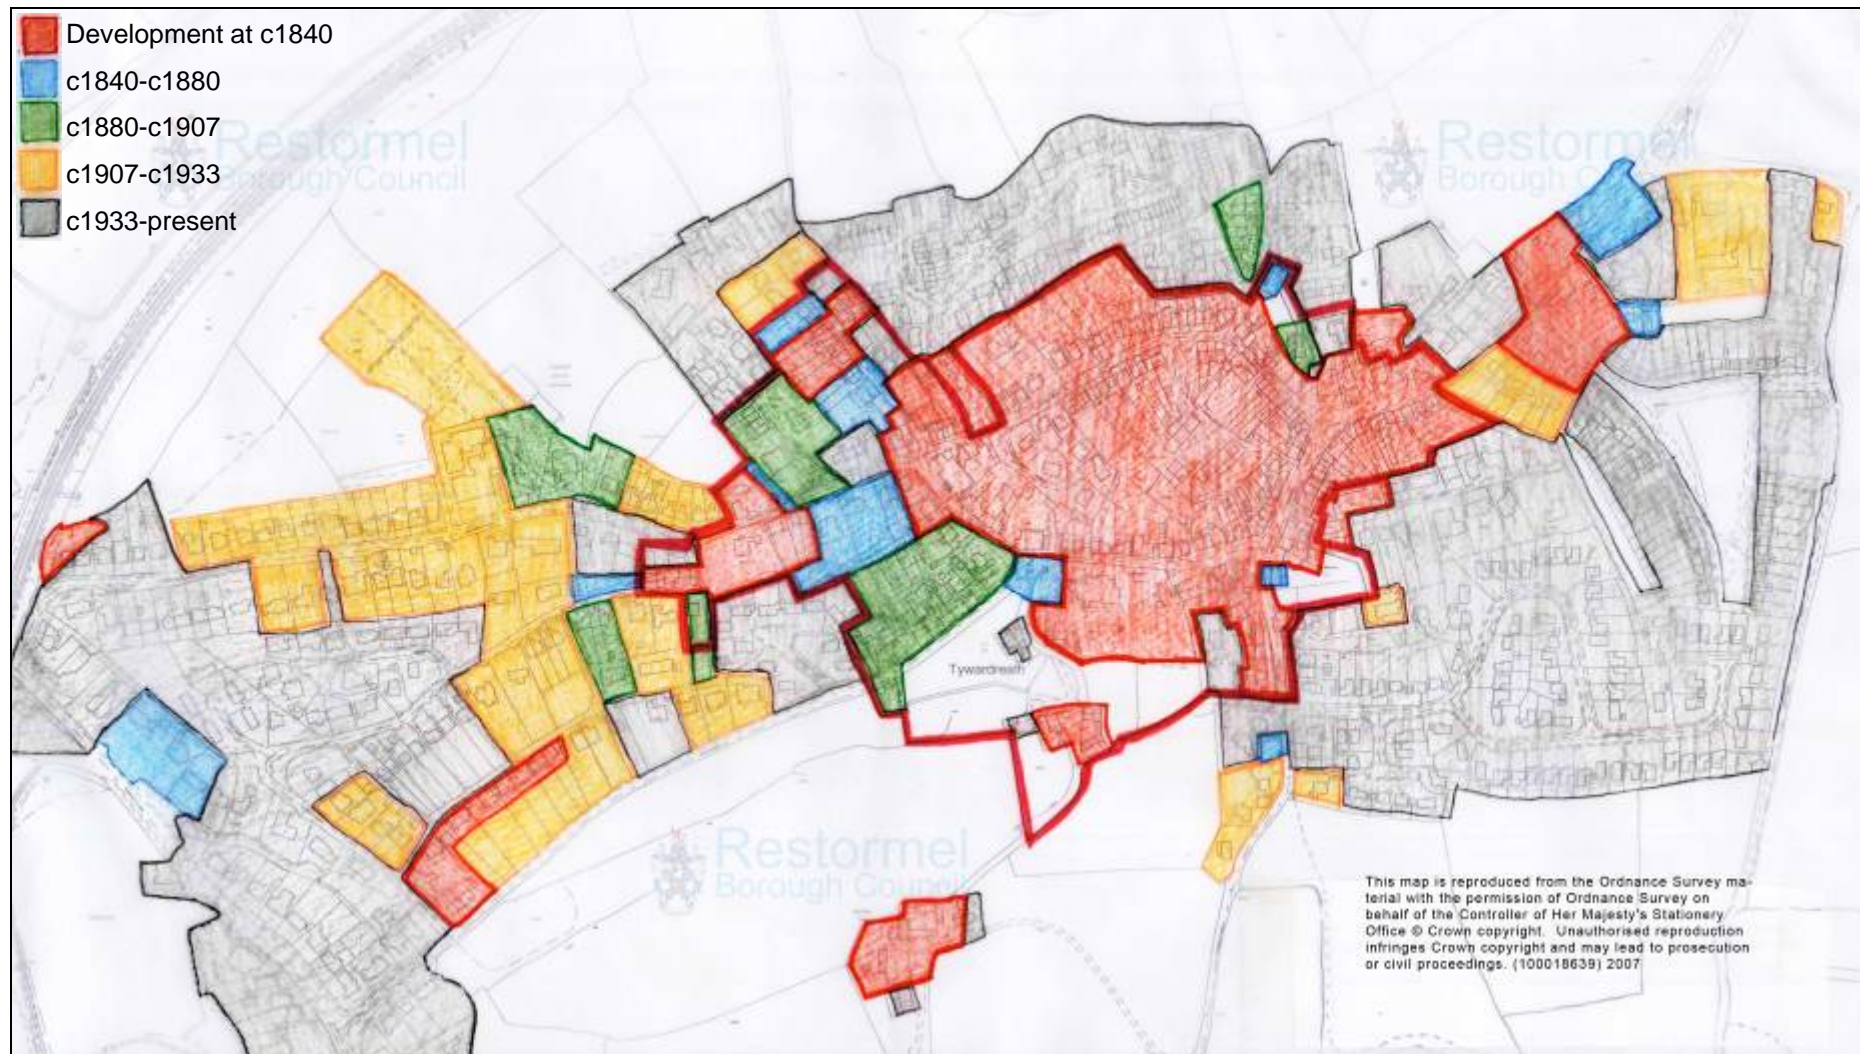 Development at c1840
c1840-c1880
c1880-c1907
c1907-c1933
c1933-present
Restormel
Borough Council
Restormel
Borough Council
Tywardreath
Restormel
Borough Council
This map is reproduced from the Ordnance Survey ma-
terial with the permission of Ordnance Survey on
behalf of the Controller of Her Majesty's Stationery
Office © Crown copyright. Unauthorised reproduction
infringes Crown copyright and may lead to prosecution
or civil proceedings. (100018639) 2007